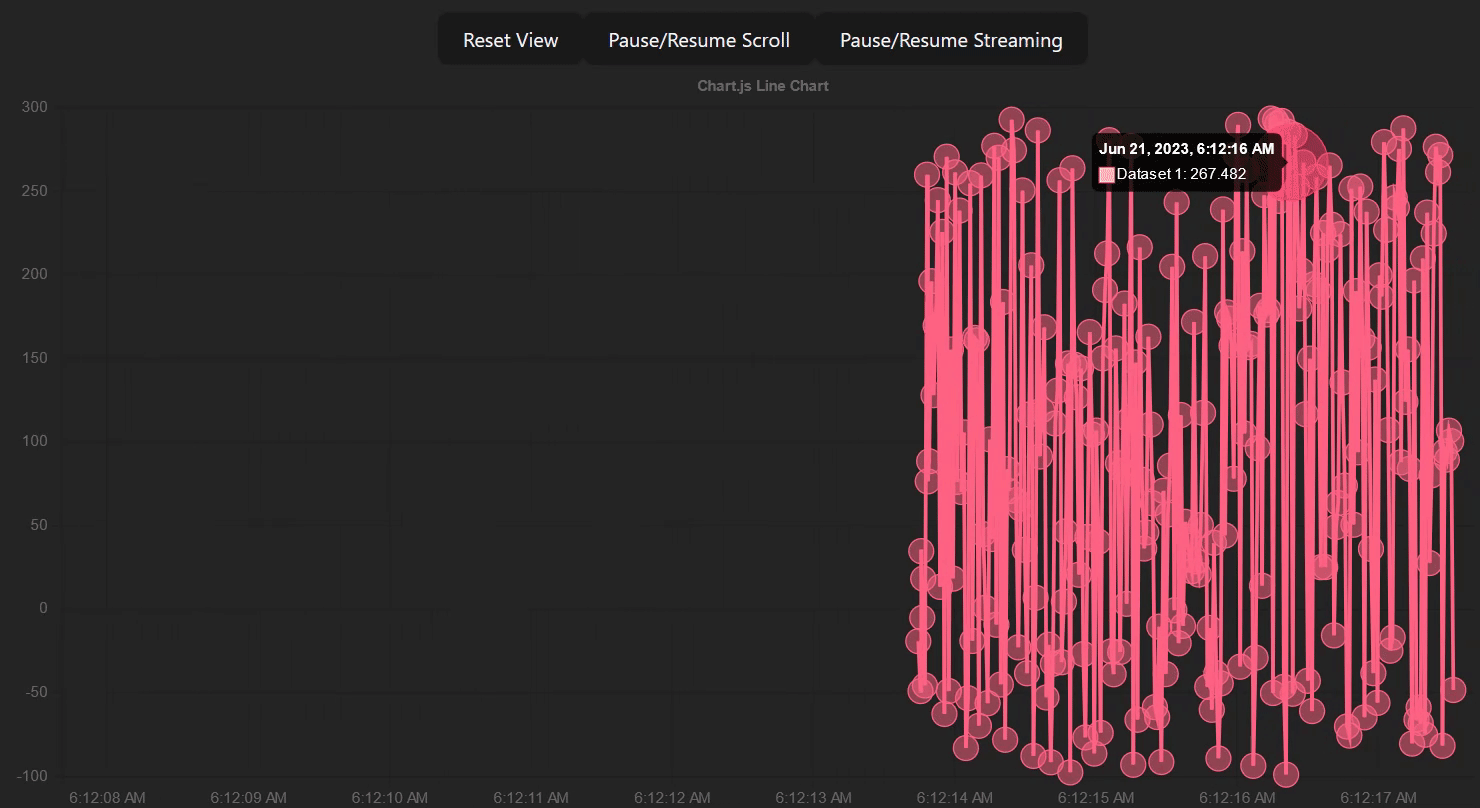 Reset View Pause/Resume Scroll Pause/Resume Streaming
Chart.js Line Chart
300
250
200
150
100
50
0
-50
-100
Jun 21, 2023, 6:12:16 AM
Dataset 1: 267.482
6:12:08 AM 6:12:09 AM 6:12:10 AM 6:12:11 AM 6:12:12 AM 6:12:13 AM 6:12:14 AM 6:12:15 AM 6:12:16 AM 6:12:17 AM